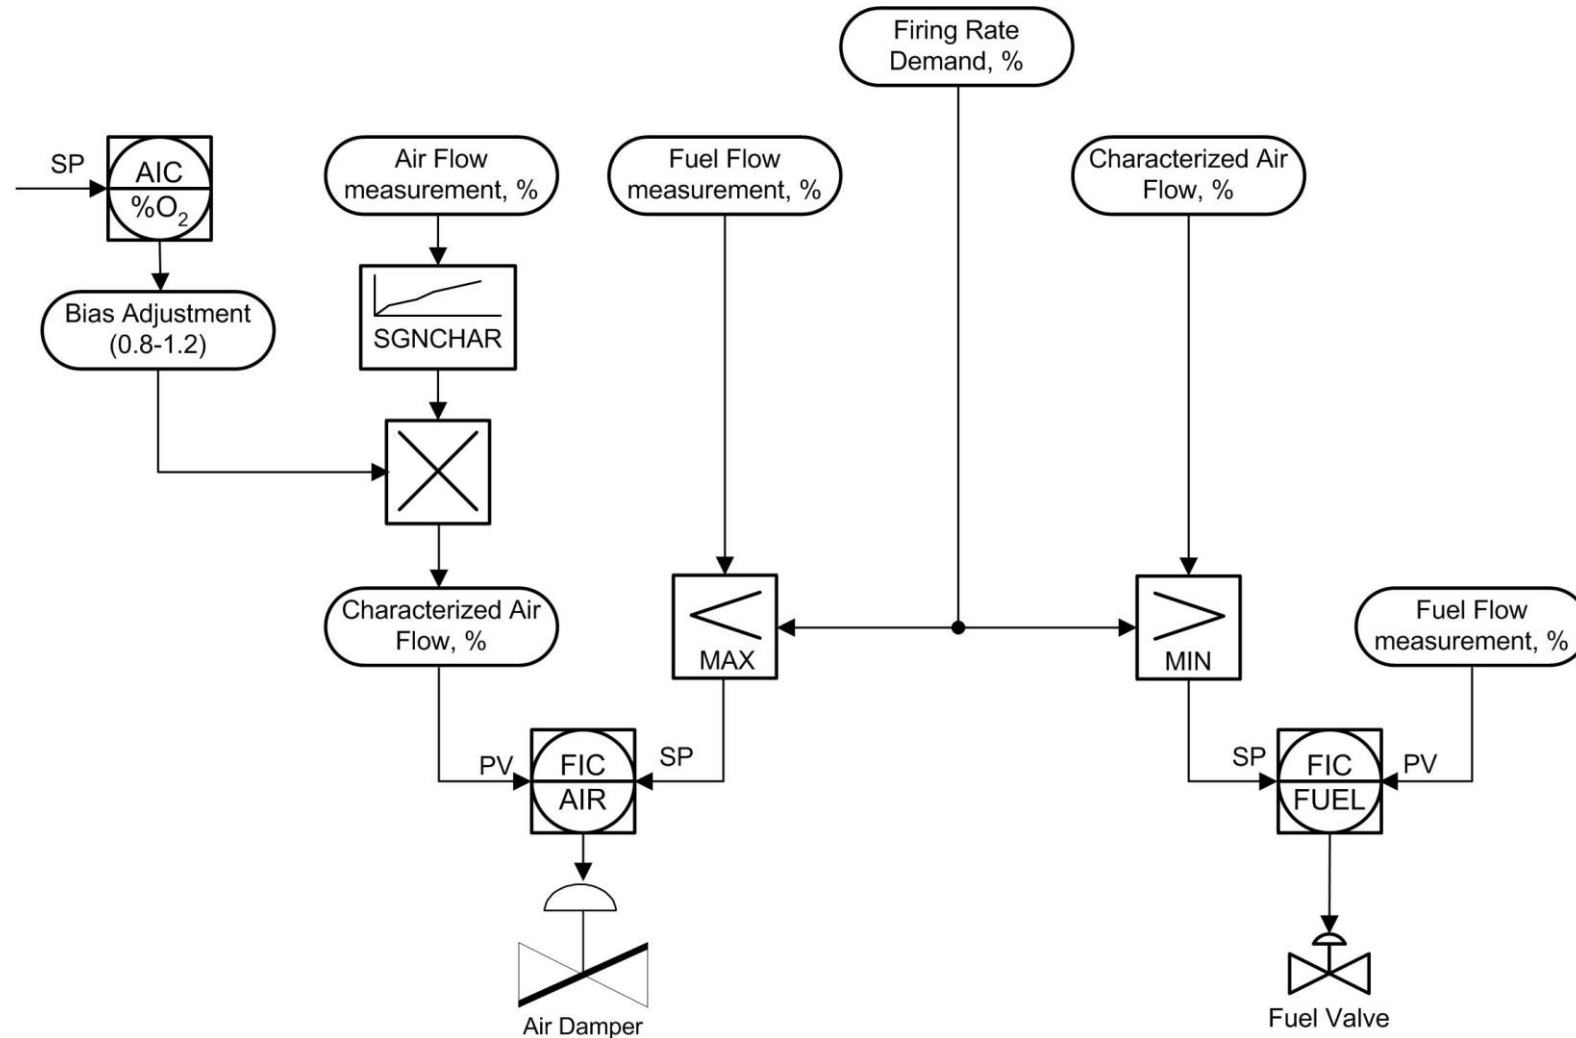 Firing Rate
Demand, %
SP
AIC
%O₂
Air Flow
measurement, %
Fuel Flow
measurement, %
Characterized Air
Flow, %
Bias Adjustment
(0.8-1.2)
SGNCHAR
Characterized Air
Flow, %
MAX
MIN
Fuel Flow
measurement, %
PV
FIC
AIR
SP
SP
FIC
FUEL
PV
Air Damper
Fuel Valve